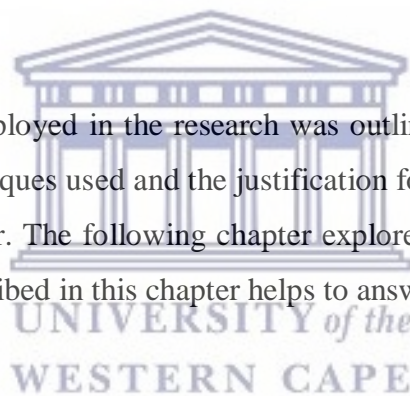 ployed in the research was outli
ques used and the justification f
r. The following chapter explore
ibed in this chapter helps to answ
UNIVERSITY of the
WESTERN CAPE